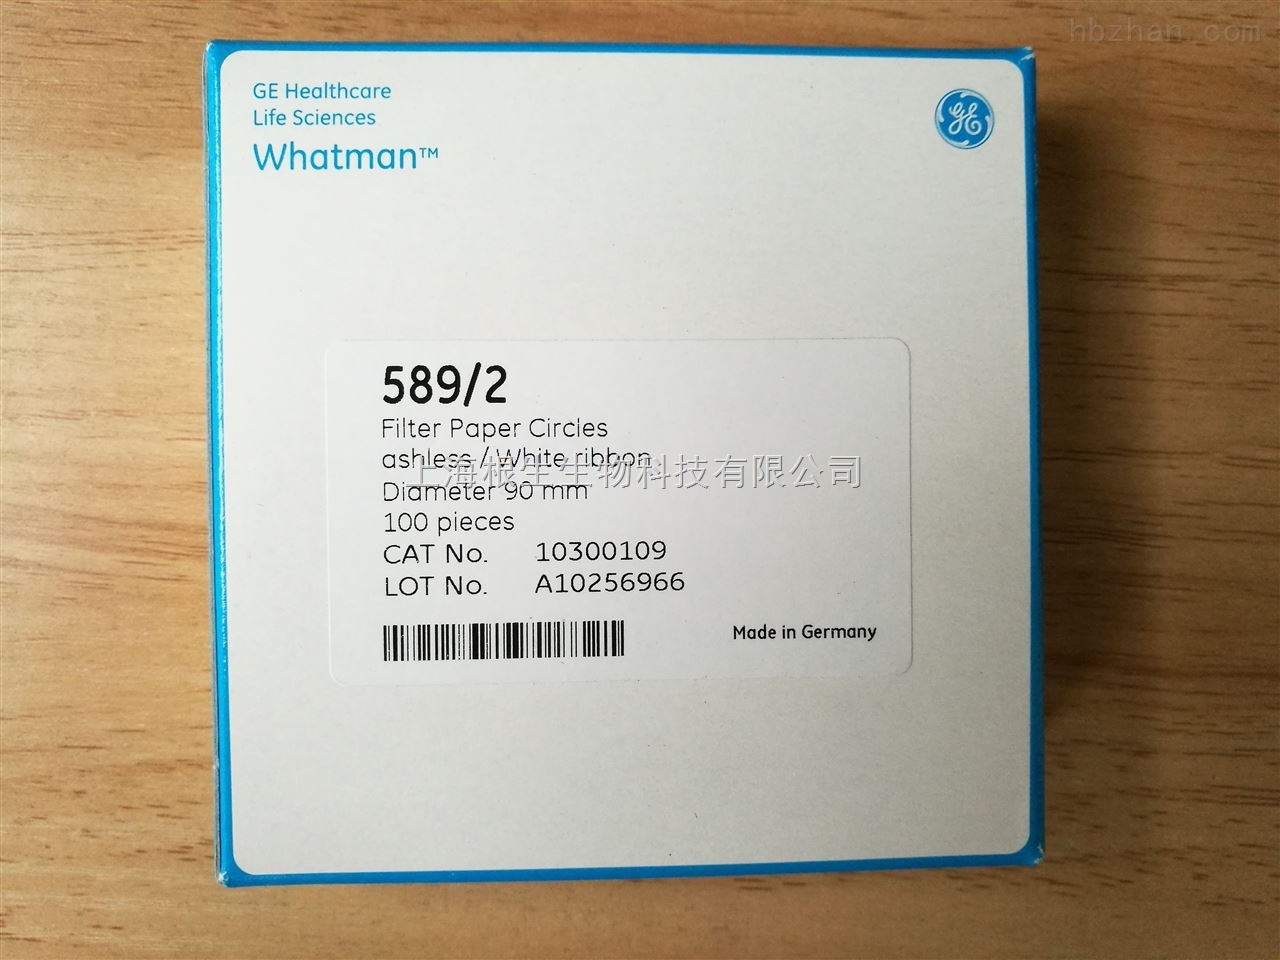 hbzhan.com
GE Healthcare
Life Sciences
Whatman™
GE
589/2
Filter Paper Circles
ashless / White ribbon
上海根生生物科技有限公司
Diameter 90 mm
100 pieces
CAT No. 10300109
LOT No. A10256966
Made in Germany